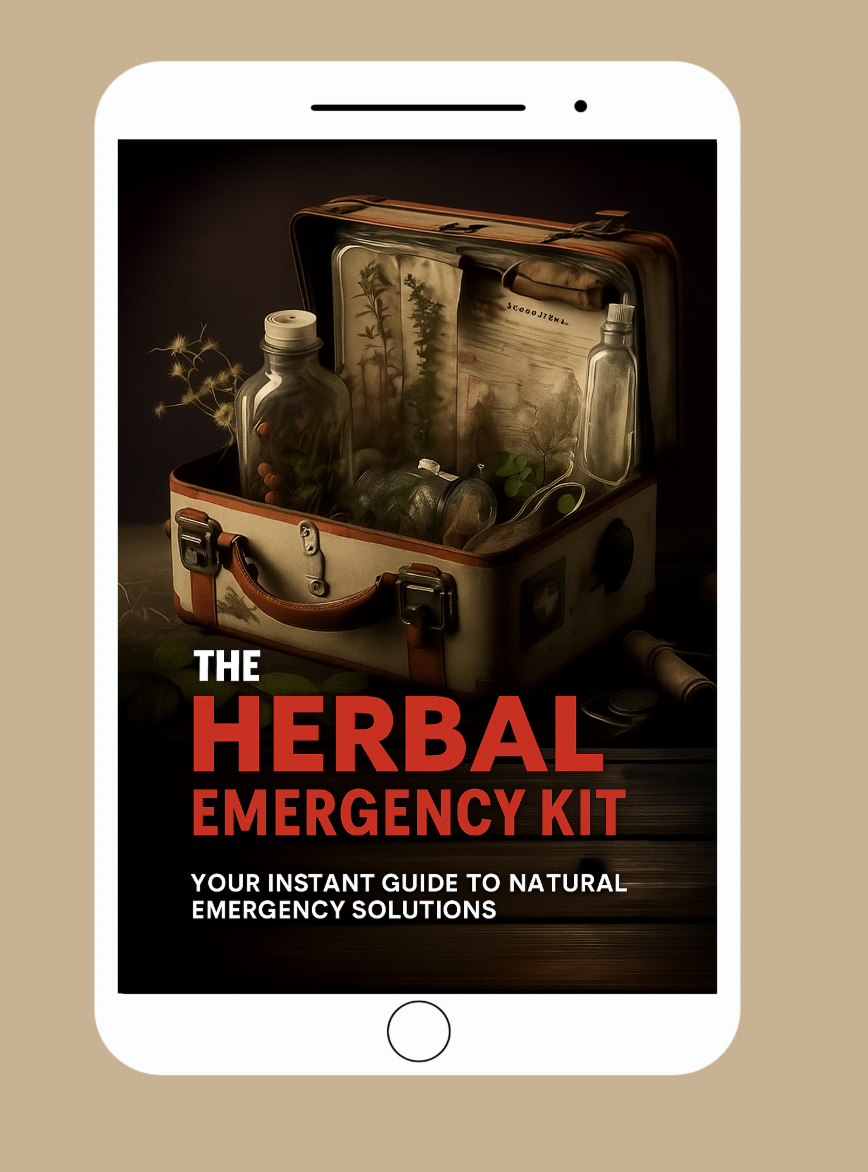 THE
HERBAL
EMERGENCY KIT
YOUR INSTANT GUIDE TO NATURAL
EMERGENCY SOLUTIONS